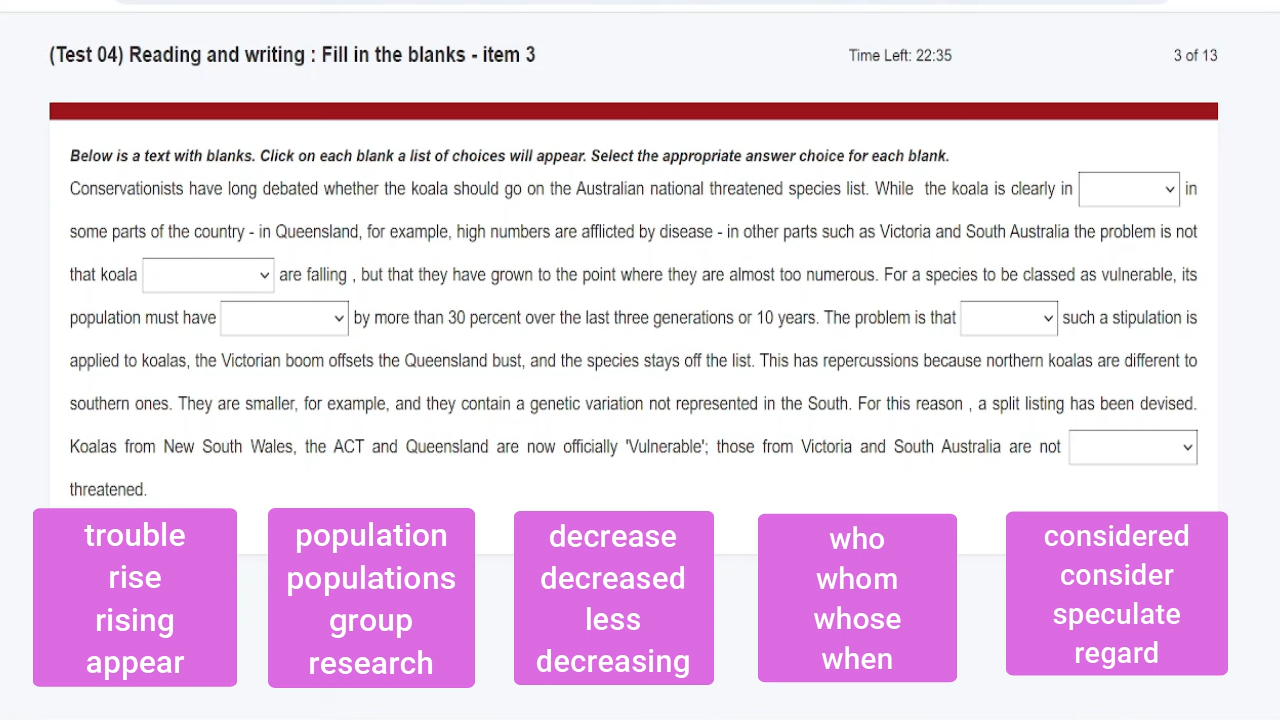 (Test 04) Reading and writing : Fill in the blanks - item 3
Time Left: 22:35
3 of 13
Below is a text with blanks. Click on each blank a list of choices will appear. Select the appropriate answer choice for each blank.
Conservationists have long debated whether the koala should go on the Australian national threatened species list. While the koala is clearly in in
some parts of the country - in Queensland, for example, high numbers are afflicted by disease - in other parts such as Victoria and South Australia the problem is not
that koala are falling , but that they have grown to the point where they are almost too numerous. For a species to be classed as vulnerable, its
population must have by more than 30 percent over the last three generations or 10 years. The problem is that such a stipulation is
applied to koalas, the Victorian boom offsets the Queensland bust, and the species stays off the list. This has repercussions because northern koalas are different to
southern ones. They are smaller, for example, and they contain a genetic variation not represented in the South. For this reason , a split listing has been devised.
Koalas from New South Wales, the ACT and Queensland are now officially 'Vulnerable'; those from Victoria and South Australia are not
threatened.
trouble
rise
rising
appear
population
populations
group
research
decrease
decreased
less
decreasing
who
whom
whose
when
considered
consider
speculate
regard